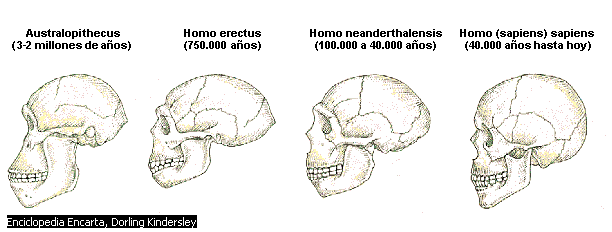 Australopithecus
(3-2 millones de años)
Homo erectus
(750.000 años)
Homo neanderthalensis
(100.000 a 40.000 años)
Homo (sapiens) sapiens
(40.000 años hasta hoy)
Enciclopedia Encarta, Dorling Kindersley